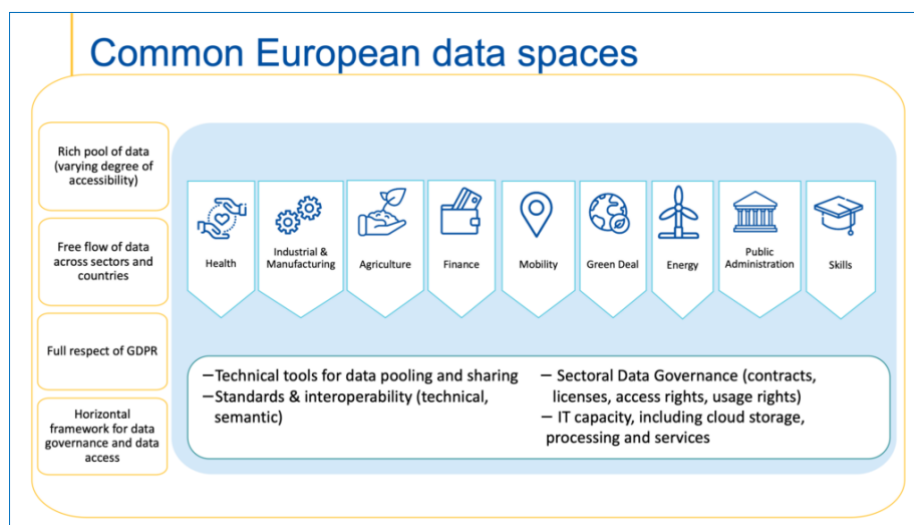 Common European data spaces
Rich pool of data
(varying degree of
accessibility)
Free flow of data
across sectors and
countries
Full respect of GDPR
Horizontal
framework for data
governance and data
access
Health
Industrial &
Manufacturing
Agriculture
Finance
Mobility
Green Deal
Energy
Public
Administration
Skills
–Technical tools for data pooling and sharing
–Standards & interoperability (technical,
semantic)
– Sectoral Data Governance (contracts,
licenses, access rights, usage rights)
– IT capacity, including cloud storage,
processing and services